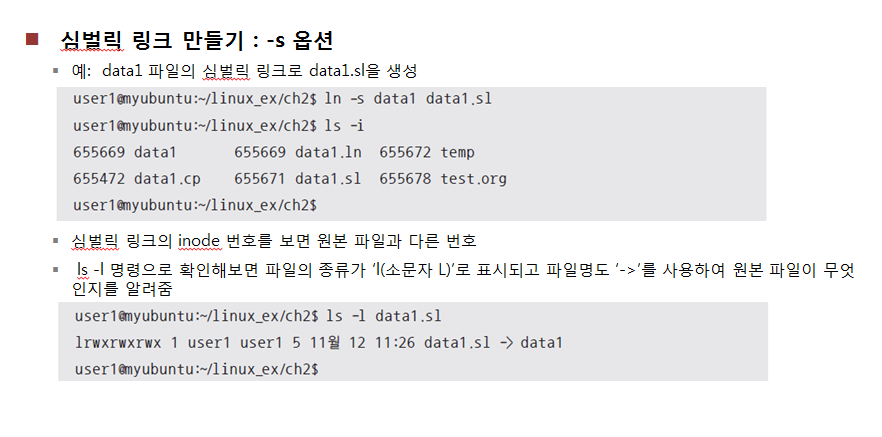 심벌릭 링크 만들기 : -s 옵션
예:  data1 파일의 심벌릭 링크로 data1.sl을 생성
user1@myubuntu:~/linux_ex/ch2$ ln -s data1 data1.sl
user1@myubuntu:~/linux_ex/ch2$ ls -i
655669 data1      655669 data1.ln  655672 temp
655472 data1.cp   655671 data1.sl  655678 test.org
user1@myubuntu:~/linux_ex/ch2$
심벌릭 링크의 inode 번호를 보면 원본 파일과 다른 번호
ls -l 명령으로 확인해보면 파일의 종류가 ‘l(소문자 L)’로 표시되고 파일명도 ‘->’를 사용하여 원본 파일이 무엇
인지를 알려줌
user1@myubuntu:~/linux_ex/ch2$ ls -l data1.sl
lrwxrwxrwx 1 user1 user1 5 11월 12 11:26 data1.sl -> data1
user1@myubuntu:~/linux_ex/ch2$